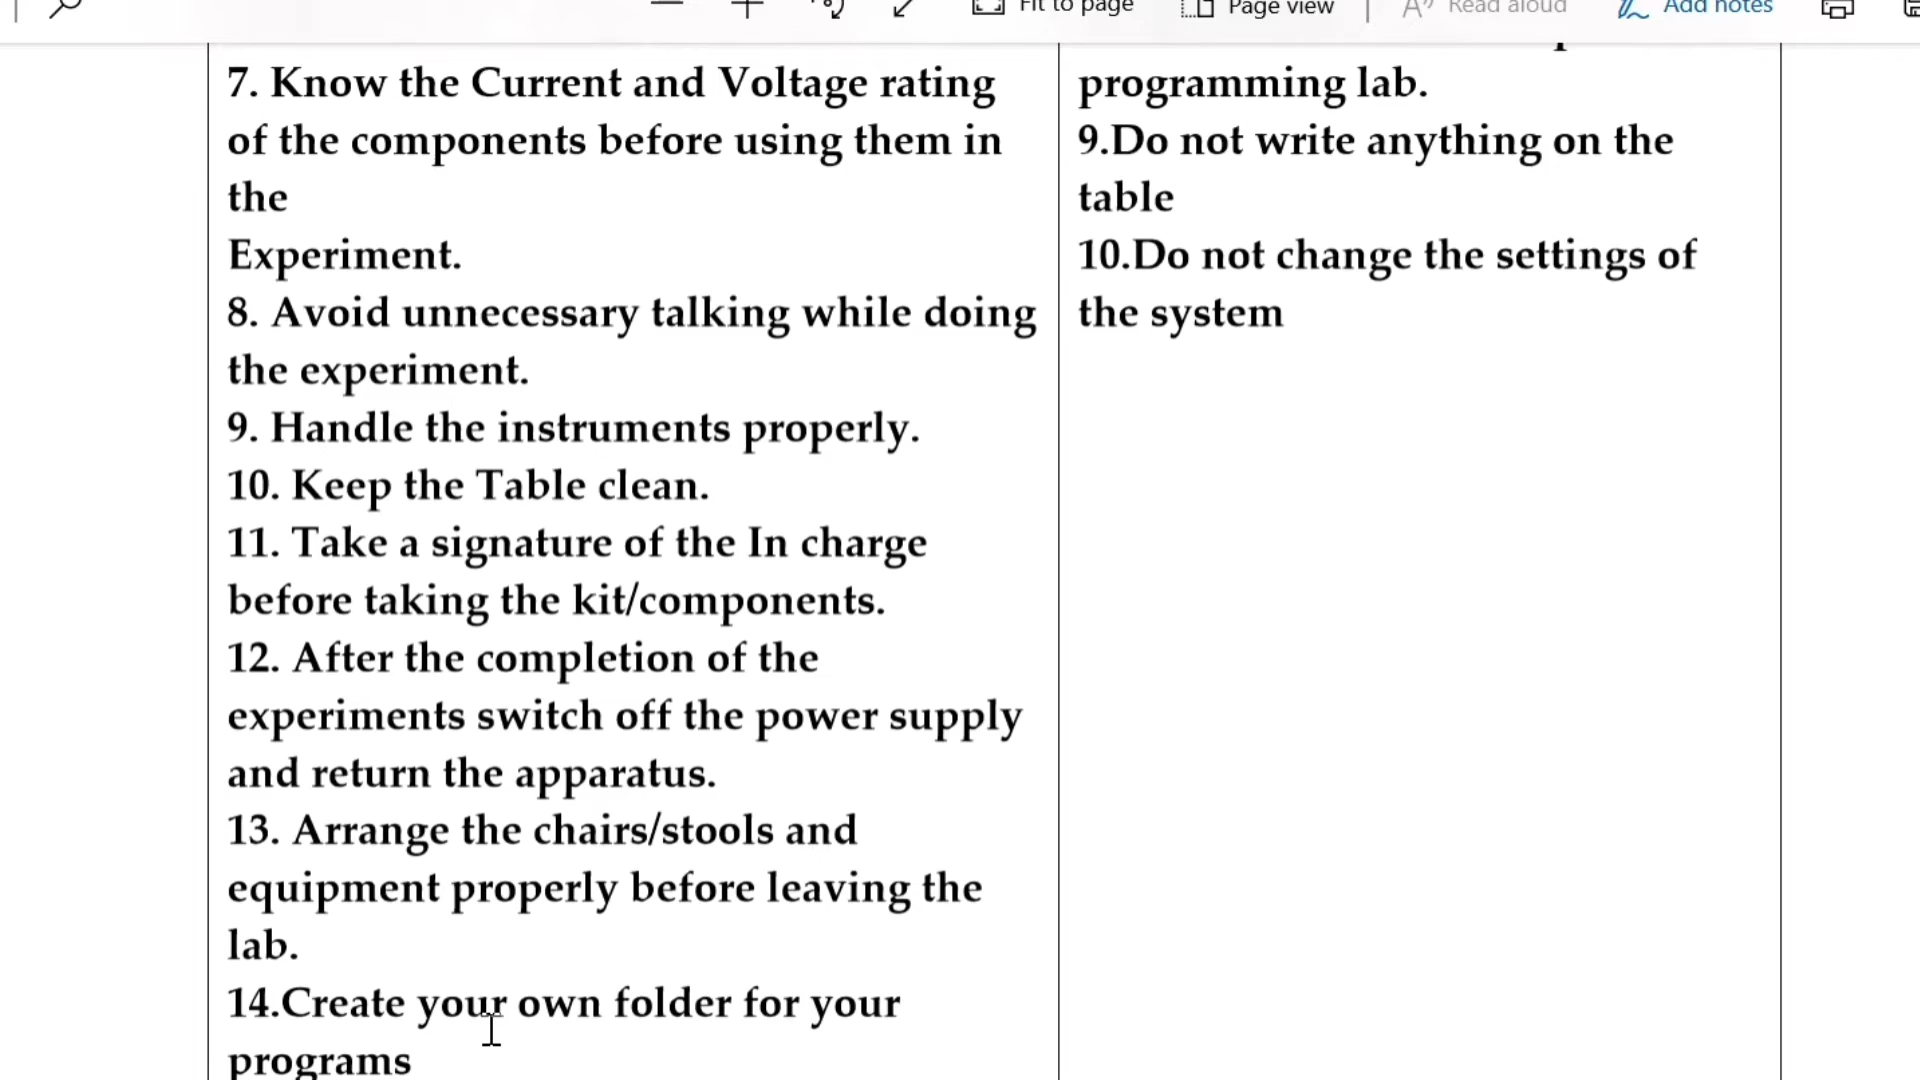 Fit to page
Page view
Read aloud
Add notes
7. Know the Current and Voltage rating
of the components before using them in
the
Experiment.
8. Avoid unnecessary talking while doing
the experiment.
9. Handle the instruments properly.
10. Keep the Table clean.
11. Take a signature of the In charge
before taking the kit/components.
12. After the completion of the
experiments switch off the power supply
and return the apparatus.
13. Arrange the chairs/stools and
equipment properly before leaving the
lab.
14.Create your own folder for your
programs
programming lab.
9.Do not write anything on the
table
10.Do not change the settings of
the system